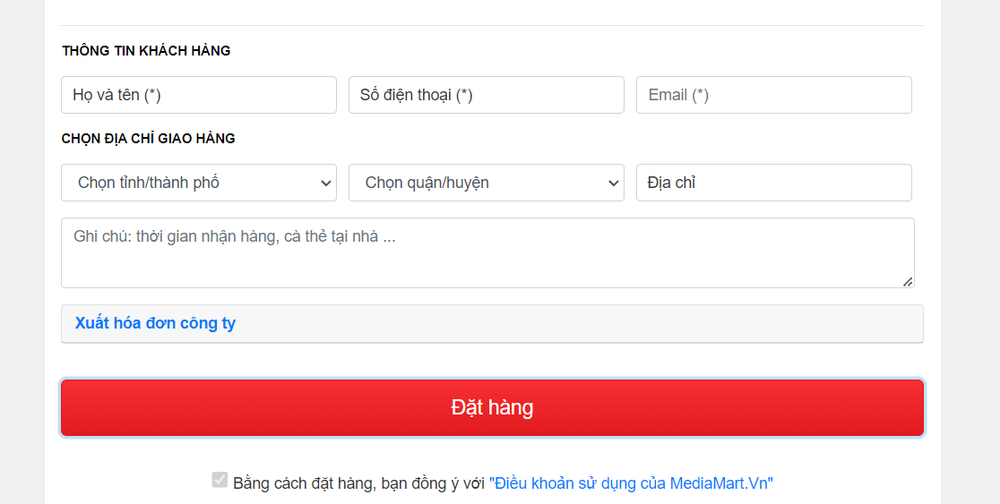 THÔNG TIN KHÁCH HÀNG
Họ và tên (*) Số điện thoại (*) Email (*)
CHỌN ĐỊA CHỈ GIAO HÀNG
Chọn tỉnh/thành phố Chọn quận/huyện Địa chỉ
Ghi chú: thời gian nhận hàng, cà thẻ tại nhà ...
Xuất hóa đơn công ty
Đặt hàng
Bằng cách đặt hàng, bạn đồng ý với "Điều khoản sử dụng của MediaMart.Vn"